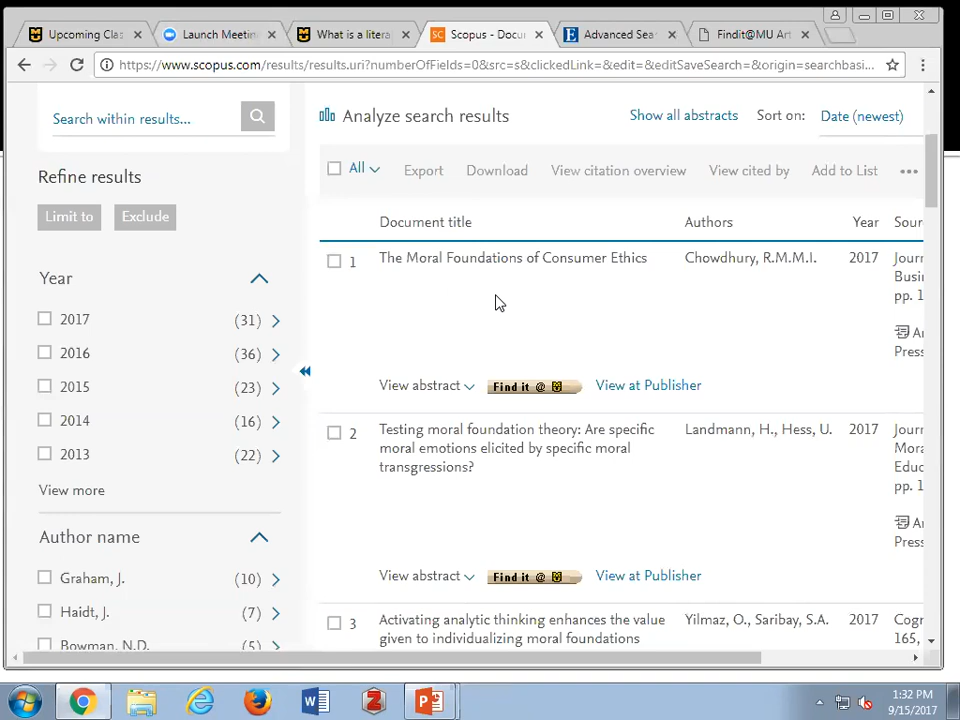 Upcoming Clas
Launch Meetin
What is a litera
Scopus - Docu
Advanced Sea
Findit@MU Art
https://www.scopus.com/results/results.uri?numberOfFields=0&src=s&clickedLink=&edit=&editSaveSearch=&origin=searchbasi...
Search within results...
Analyze search results
Show all abstracts
Sort on:
Date (newest)
All
Export
Download
View citation overview
View cited by
Add to List
Refine results
Limit to
Exclude
Document title
Authors
Year
Sour
Year
2017
(31)
2016
(36)
2015
(23)
2014
(16)
2013
(22)
View more
Author name
Graham, J.
(10)
Haidt, J.
(7)
Bowman, N.D.
(5)
1
The Moral Foundations of Consumer Ethics
Chowdhury, R.M.M.I.
2017
Journ
Busin
pp. 1
Ar
Press
View abstract
Find it @
View at Publisher
2
Testing moral foundation theory: Are specific
moral emotions elicited by specific moral
transgressions?
Landmann, H., Hess, U.
2017
Journ
Mora
Educ
pp. 1
Ar
Press
View abstract
Find it @
View at Publisher
3
Activating analytic thinking enhances the value
given to individualizing moral foundations
Yilmaz, O., Saribay, S.A.
2017
Cogr
165,
1:32 PM
9/15/2017